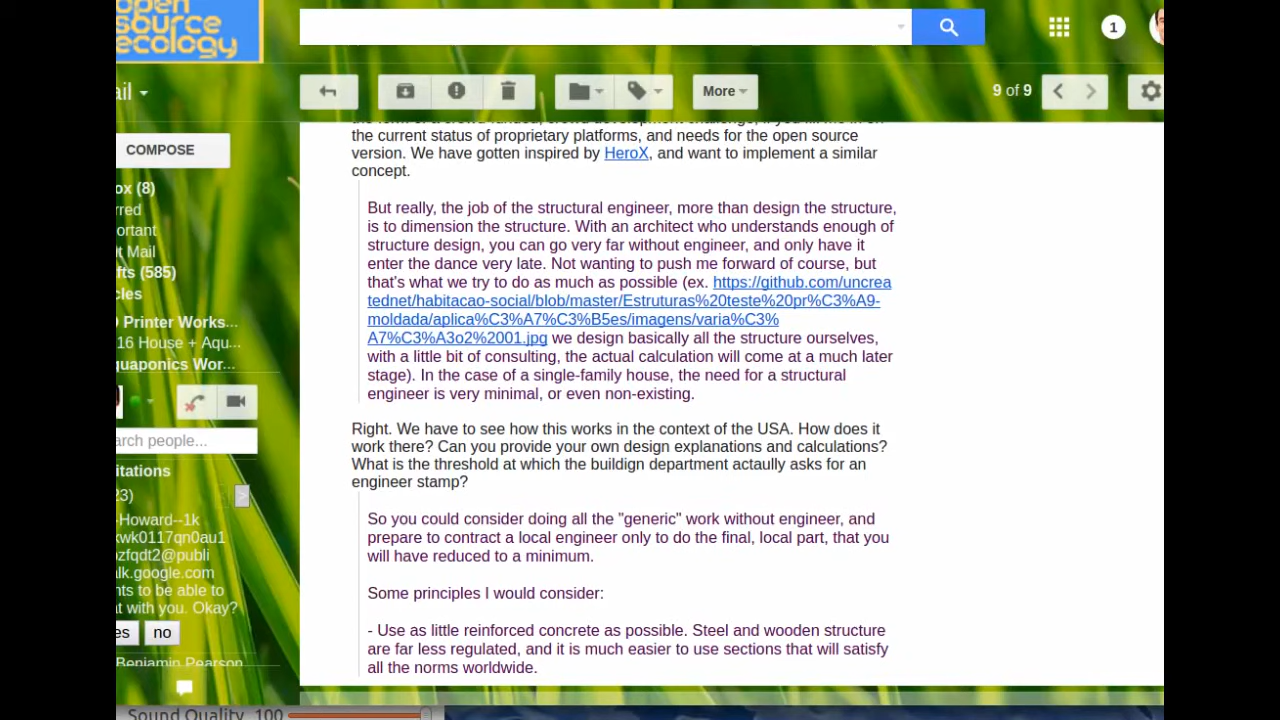 open
source
ecology
1
ail
More
9 of 9
COMPOSE
ox (8)
rred
portant
t Mail
fts (585)
cles
D Printer Works...
16 House + Aqu...
quaponics Wor...
arch people...
itations
23)
-Howard--1k
xwk0117qn0au1
ozfqdt2@publi
alk.google.com
nts to be able to
at with you. Okay?
es
no
Benjamin Pearson
the current status of proprietary platforms, and needs for the open source
version. We have gotten inspired by HeroX, and want to implement a similar
concept.
But really, the job of the structural engineer, more than design the structure,
is to dimension the structure. With an architect who understands enough of
structure design, you can go very far without engineer, and only have it
enter the dance very late. Not wanting to push me forward of course, but
that's what we try to do as much as possible (ex. https://github.com/uncrea
tednet/habitacao-social/blob/master/Estruturas%20teste%20pr%C3%A9-
moldada/aplica%C3%A7%C3%B5es/imagens/varia%C3%
A7%C3%A3o2%2001.jpg we design basically all the structure ourselves,
with a little bit of consulting, the actual calculation will come at a much later
stage). In the case of a single-family house, the need for a structural
engineer is very minimal, or even non-existing.
Right. We have to see how this works in the context of the USA. How does it
work there? Can you provide your own design explanations and calculations?
What is the threshold at which the buildign department actaully asks for an
engineer stamp?
So you could consider doing all the "generic" work without engineer, and
prepare to contract a local engineer only to do the final, local part, that you
will have reduced to a minimum.
Some principles I would consider:
- Use as little reinforced concrete as possible. Steel and wooden structure
are far less regulated, and it is much easier to use sections that will satisfy
all the norms worldwide.
Sound Quality 100